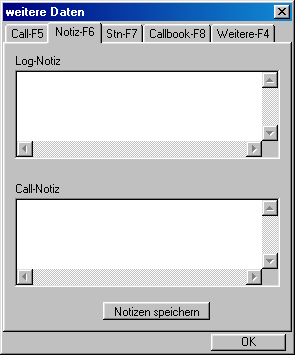 weitere Daten
Call-F5 Notiz-F6 Stn-F7 Callbook-F8 Weitere-F4
Log-Notiz
Call-Notiz
Notizen speichern
OK